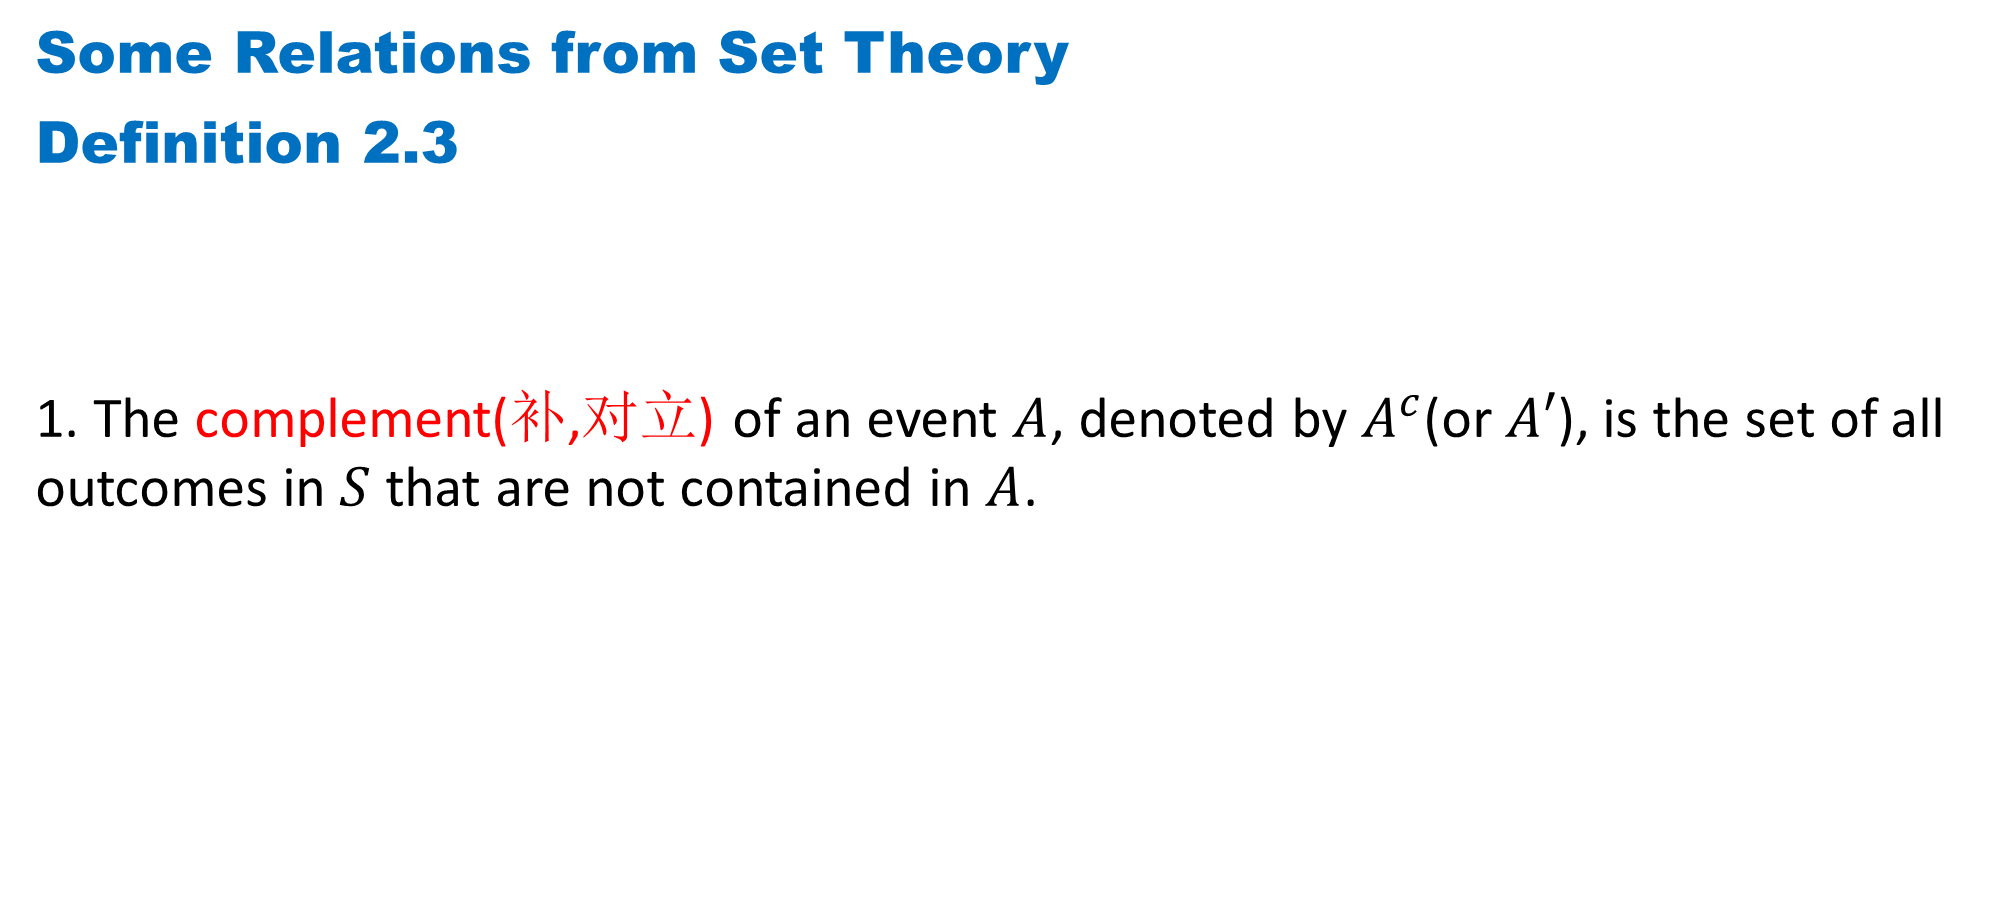 Some Relations from Set Theory
Definition 2.3
1. The complement(补,对立) of an event A, denoted by Aᶜ(or A′), is the set of all
outcomes in S that are not contained in A.